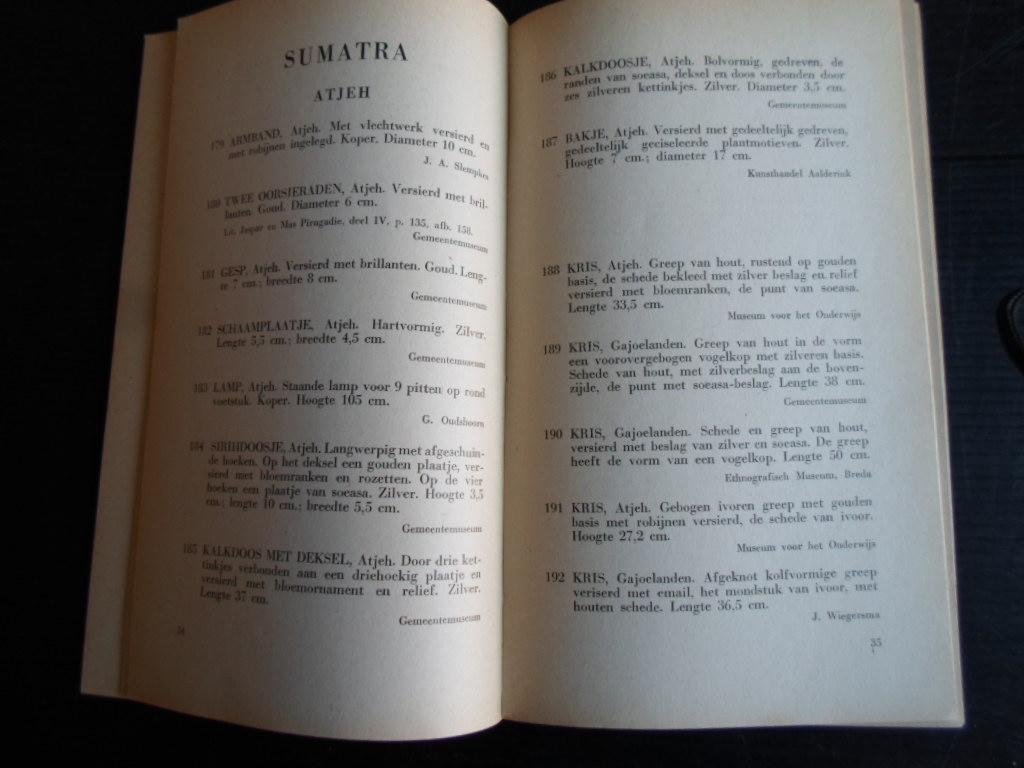 SUMATRA
ATJEH
179 ARMBAND, Atjeh. Met vlechtwerk versierd en
met robijnen ingelegd. Koper. Diameter 10 cm.
J. A. Slempkes
180 TWEE OORSIERADEN, Atjeh. Versierd met bril-
lanten. Goud. Diameter 6 cm.
Lit. Jasper en Mas Pirngadie, deel IV, p. 135, afb. 158.
Gemeentemuseum
181 GESP, Atjeh. Versierd met brillanten. Goud. Leng-
te 7 cm.; breedte 8 cm.
Gemeentemuseum
182 SCHAAMPLAATJE, Atjeh. Hartvormig. Zilver.
Lengte 5,5 cm.; breedte 4,5 cm.
Gemeentemuseum
183 LAMP, Atjeh. Staande lamp voor 9 pitten op rond
voetstuk. Koper. Hoogte 105 cm.
G. Oudshoorn
184 SIRIHDOOSJE, Atjeh. Langwerpig met afgeschuin-
de hoeken. Op het deksel een gouden plaatje, ver-
sierd met bloemranken en rozetten. Op de vier
hoeken een plaatje van soeasa. Zilver. Hoogte 3,5
cm.; lengte 10 cm.; breedte 5,5 cm.
Gemeentemuseum
185 KALKDOOS MET DEKSEL, Atjeh. Door drie ket-
tinkjes verbonden aan een driehoekig plaatje en
versierd met bloemornament en relief. Zilver.
Lengte 37 cm.
Gemeentemuseum
34
186 KALKDOOSJE, Atjeh. Bolvormig, gedreven, de
randen van soeasa, deksel en doos verbonden door
zes zilveren kettinkjes. Zilver. Diameter 3,5 cm.
Gemeentemuseum
187 BAKJE, Atjeh. Versierd met gedeeltelijk gedreven,
gedeeltelijk geciseleerde plantmotieven. Zilver.
Hoogte 7 cm.; diameter 17 cm.
Kunsthandel Aalderink
188 KRIS, Atjeh. Greep van hout, rustend op gouden
basis, de schede bekleed met zilver beslag en relief
versierd met bloemranken, de punt van soeasa.
Lengte 33,5 cm.
Museum voor het Onderwijs
189 KRIS, Gajoelanden. Greep van hout in de vorm
een voorovergebogen vogelkop met zilveren basis.
Schede van hout, met zilverbeslag aan de boven-
zijde, de punt met soeasa-beslag. Lengte 38 cm.
Gemeentemuseum
190 KRIS, Gajoelanden. Schede en greep van hout,
versierd met beslag van zilver en soeasa. De greep
heeft de vorm van een vogelkop. Lengte 50 cm.
Ethnografisch Museum, Breda
191 KRIS, Atjeh. Gebogen ivoren greep met gouden
basis met robijnen versierd, de schede van ivoor.
Hoogte 27,2 cm.
Museum voor het Onderwijs
192 KRIS, Gajoelanden. Afgeknot kolfvormige greep
veriserd met email, het mondstuk van ivoor, met
houten schede. Lengte 36,5 cm.
J. Wiegersma
35